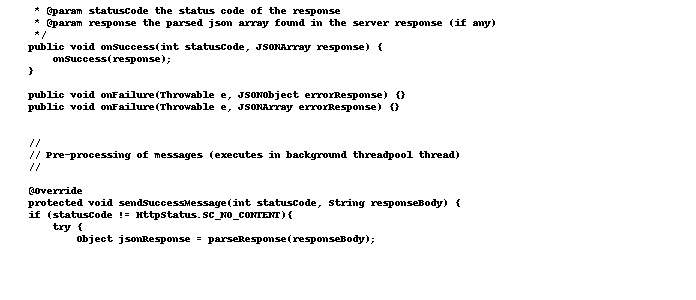 * @param statusCode the status code of the response
* @param response the parsed json array found in the server response (if any)
*/
public void onSuccess(int statusCode, JSONArray response) {
onSuccess(response);
}
public void onFailure(Throwable e, JSONObject errorResponse) {}
public void onFailure(Throwable e, JSONArray errorResponse) {}
//
// Pre-processing of messages (executes in background threadpool thread)
//
@Override
protected void sendSuccessMessage(int statusCode, String responseBody) {
if (statusCode != HttpStatus.SC_NO_CONTENT){
try {
Object jsonResponse = parseResponse(responseBody);